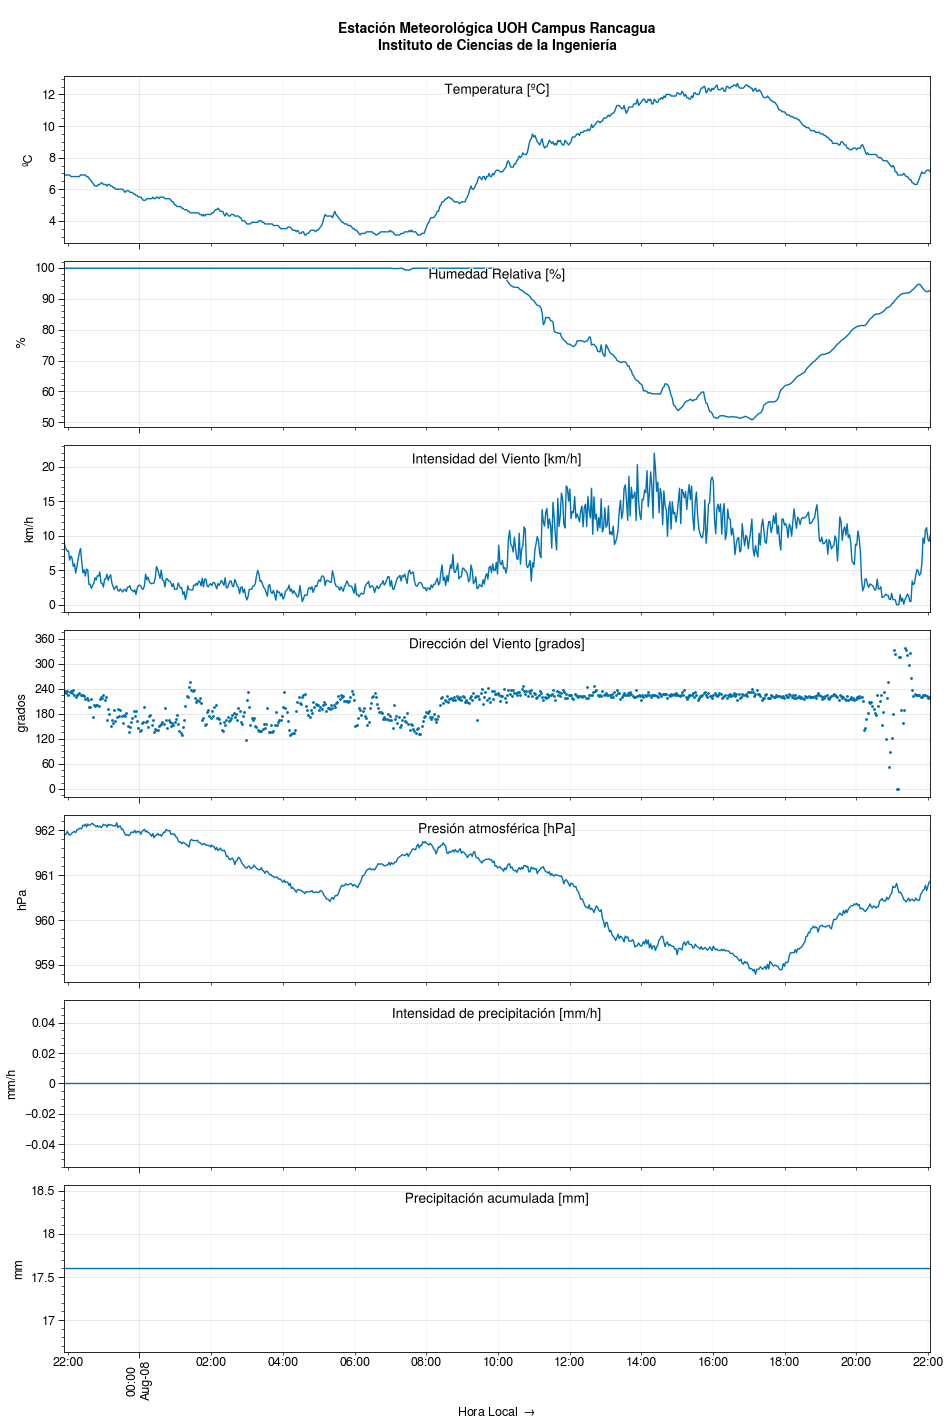 Estación Meteorológica UOH Campus Rancagua
Instituto de Ciencias de la Ingeniería
Temperatura [ºC]
ºC
12
10
8
6
4
Humedad Relativa [%]
%
100
90
80
70
60
50
Intensidad del Viento [km/h]
km/h
20
15
10
5
0
Dirección del Viento [grados]
grados
360
300
240
180
120
60
0
Presión atmosférica [hPa]
hPa
962
961
960
959
Intensidad de precipitación [mm/h]
mm/h
0.04
0.02
0
−0.02
−0.04
Precipitación acumulada [mm]
mm
18.5
18
17.5
17
22:00
00:00
Aug-08
02:00
04:00
06:00
08:00
10:00
12:00
14:00
16:00
18:00
20:00
22:00
Hora Local →